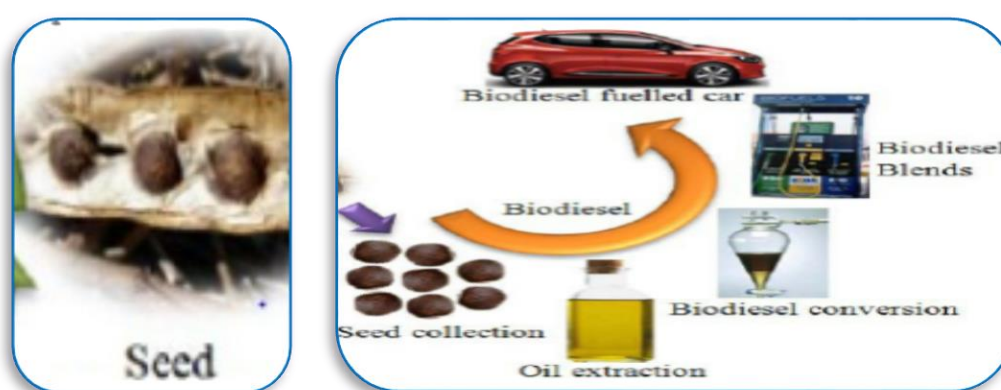 Seed
Biodiesel fuelled car
Biodiesel
Blends
Biodiesel
Biodiesel conversion
Seed collection
Oil extraction